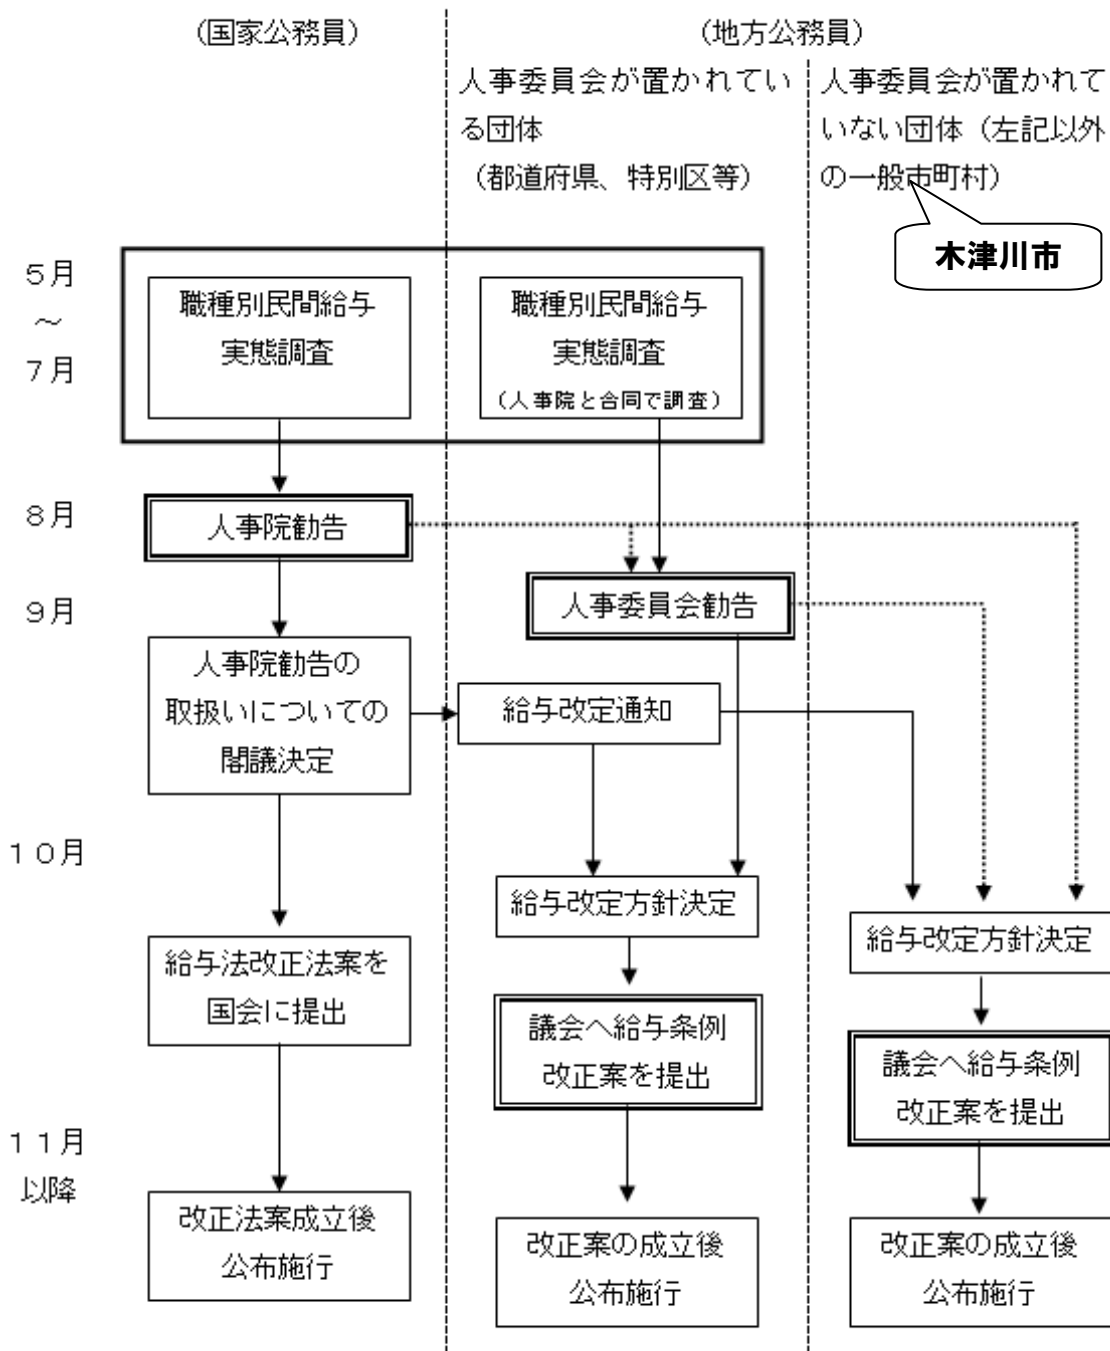 （国家公務員）
（地方公務員）
人事委員会が置かれてい
る団体
（都道府県、特別区等）
人事委員会が置かれて
いない団体（左記以外
の一般市町村）
木津川市
５月
～
７月
職種別民間給与
実態調査
職種別民間給与
実態調査
（人事院と合同で調査）
８月
人事院勧告
９月
人事委員会勧告
人事院勧告の
取扱いについての
閣議決定
給与改定通知
１０月
給与改定方針決定
給与改定方針決定
給与法改正法案を
国会に提出
議会へ給与条例
改正案を提出
議会へ給与条例
改正案を提出
１１月
以降
改正法案成立後
公布施行
改正案の成立後
公布施行
改正案の成立後
公布施行